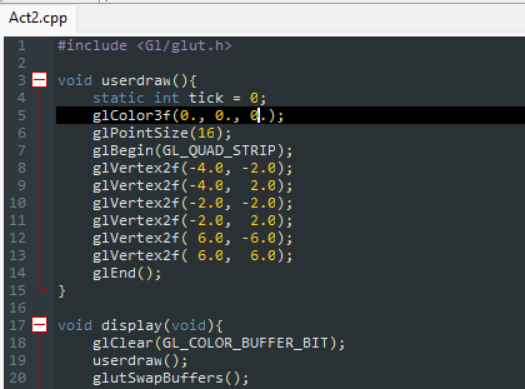 Act2.cpp
1 #include <Gl/glut.h>
2
3 void userdraw(){
4 static int tick = 0;
5 glColor3f(0., 0., 0.);
6 glPointSize(16);
7 glBegin(GL_QUAD_STRIP);
8 glVertex2f(-4.0, -2.0);
9 glVertex2f(-4.0,  2.0);
10 glVertex2f(-2.0, -2.0);
11 glVertex2f(-2.0,  2.0);
12 glVertex2f( 6.0, -6.0);
13 glVertex2f( 6.0,  6.0);
14 glEnd();
15 }
16
17 void display(void){
18 glClear(GL_COLOR_BUFFER_BIT);
19 userdraw();
20 glutSwapBuffers();